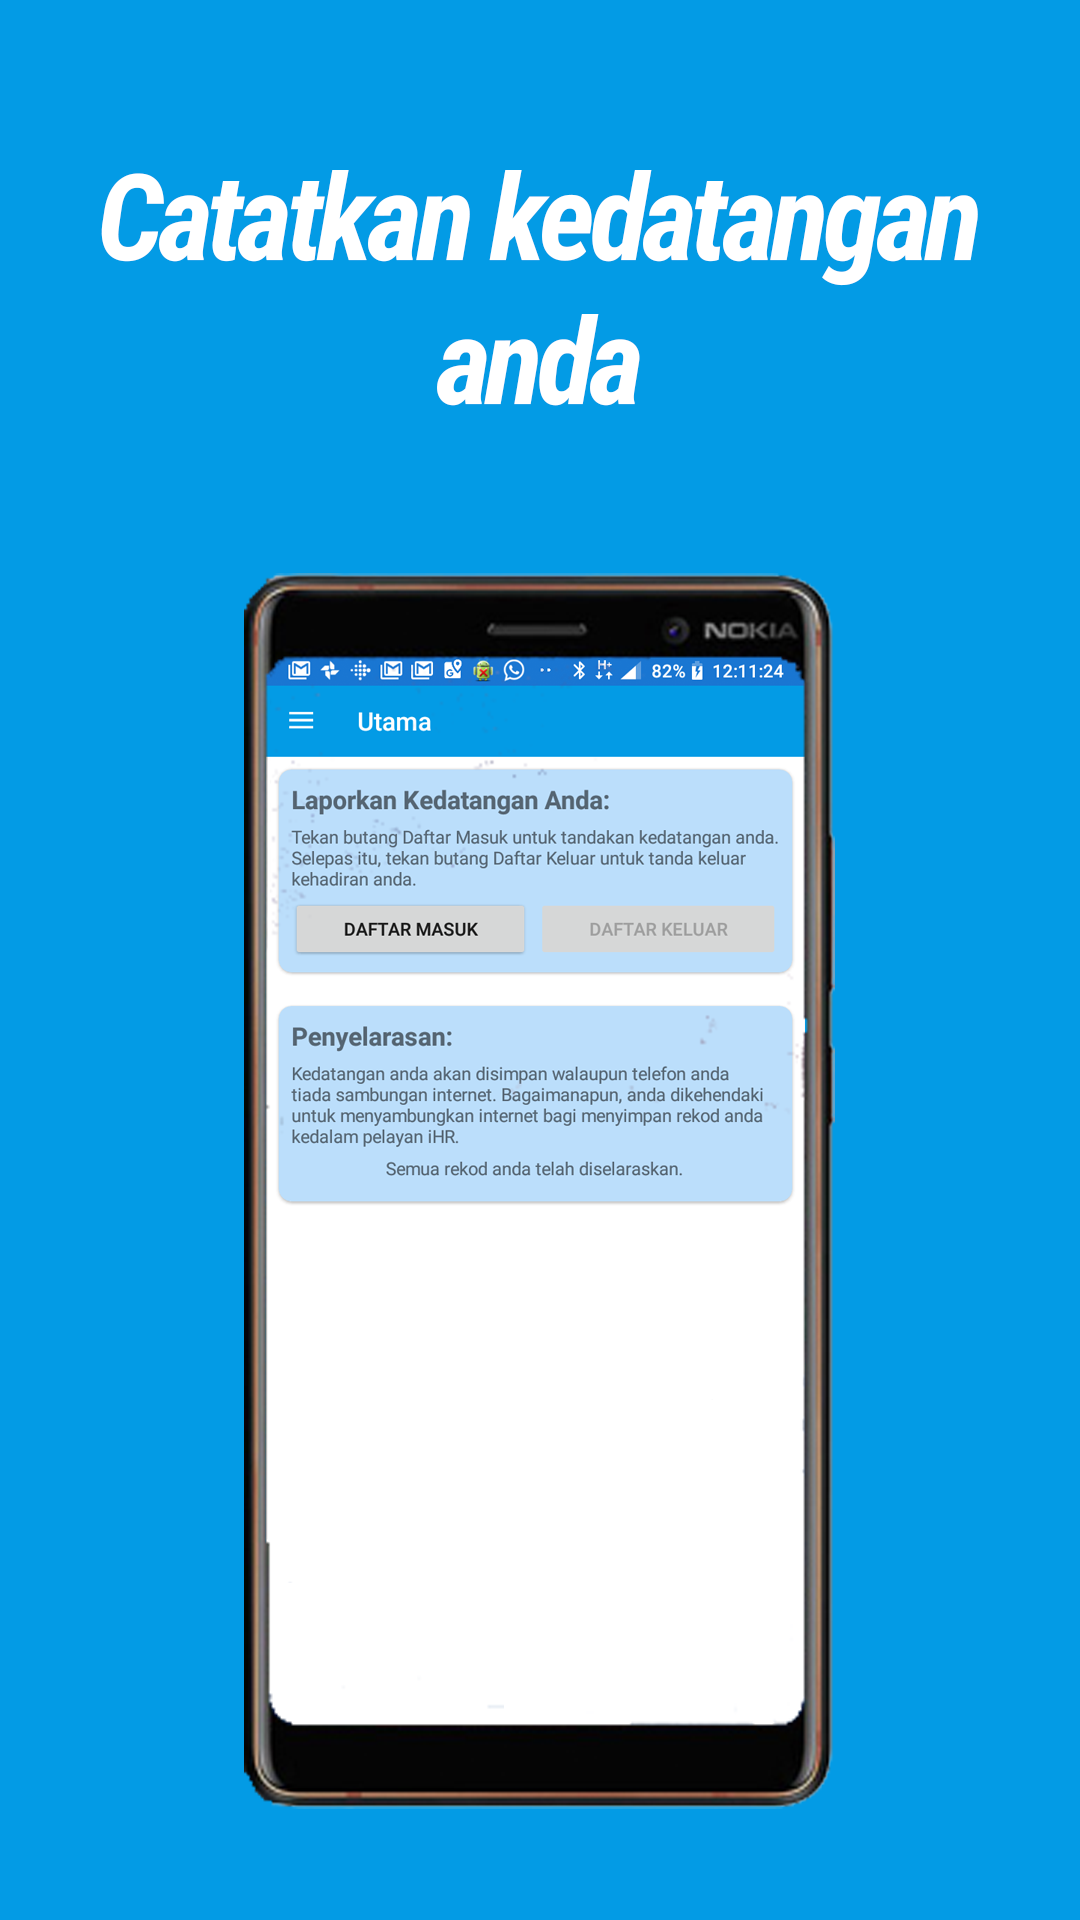 Catatkan kedatangan
anda
NOKIA
H+ 82% 12:11:24
Utama
Laporkan Kedatangan Anda:
Tekan butang Daftar Masuk untuk tandakan kedatangan anda.
Selepas itu, tekan butang Daftar Keluar untuk tanda keluar
kehadiran anda.
DAFTAR MASUK DAFTAR KELUAR
Penyelarasan:
Kedatangan anda akan disimpan walaupun telefon anda
tiada sambungan internet. Bagaimanapun, anda dikehendaki
untuk menyambungkan internet bagi menyimpan rekod anda
kedalam pelayan iHR.
Semua rekod anda telah diselaraskan.